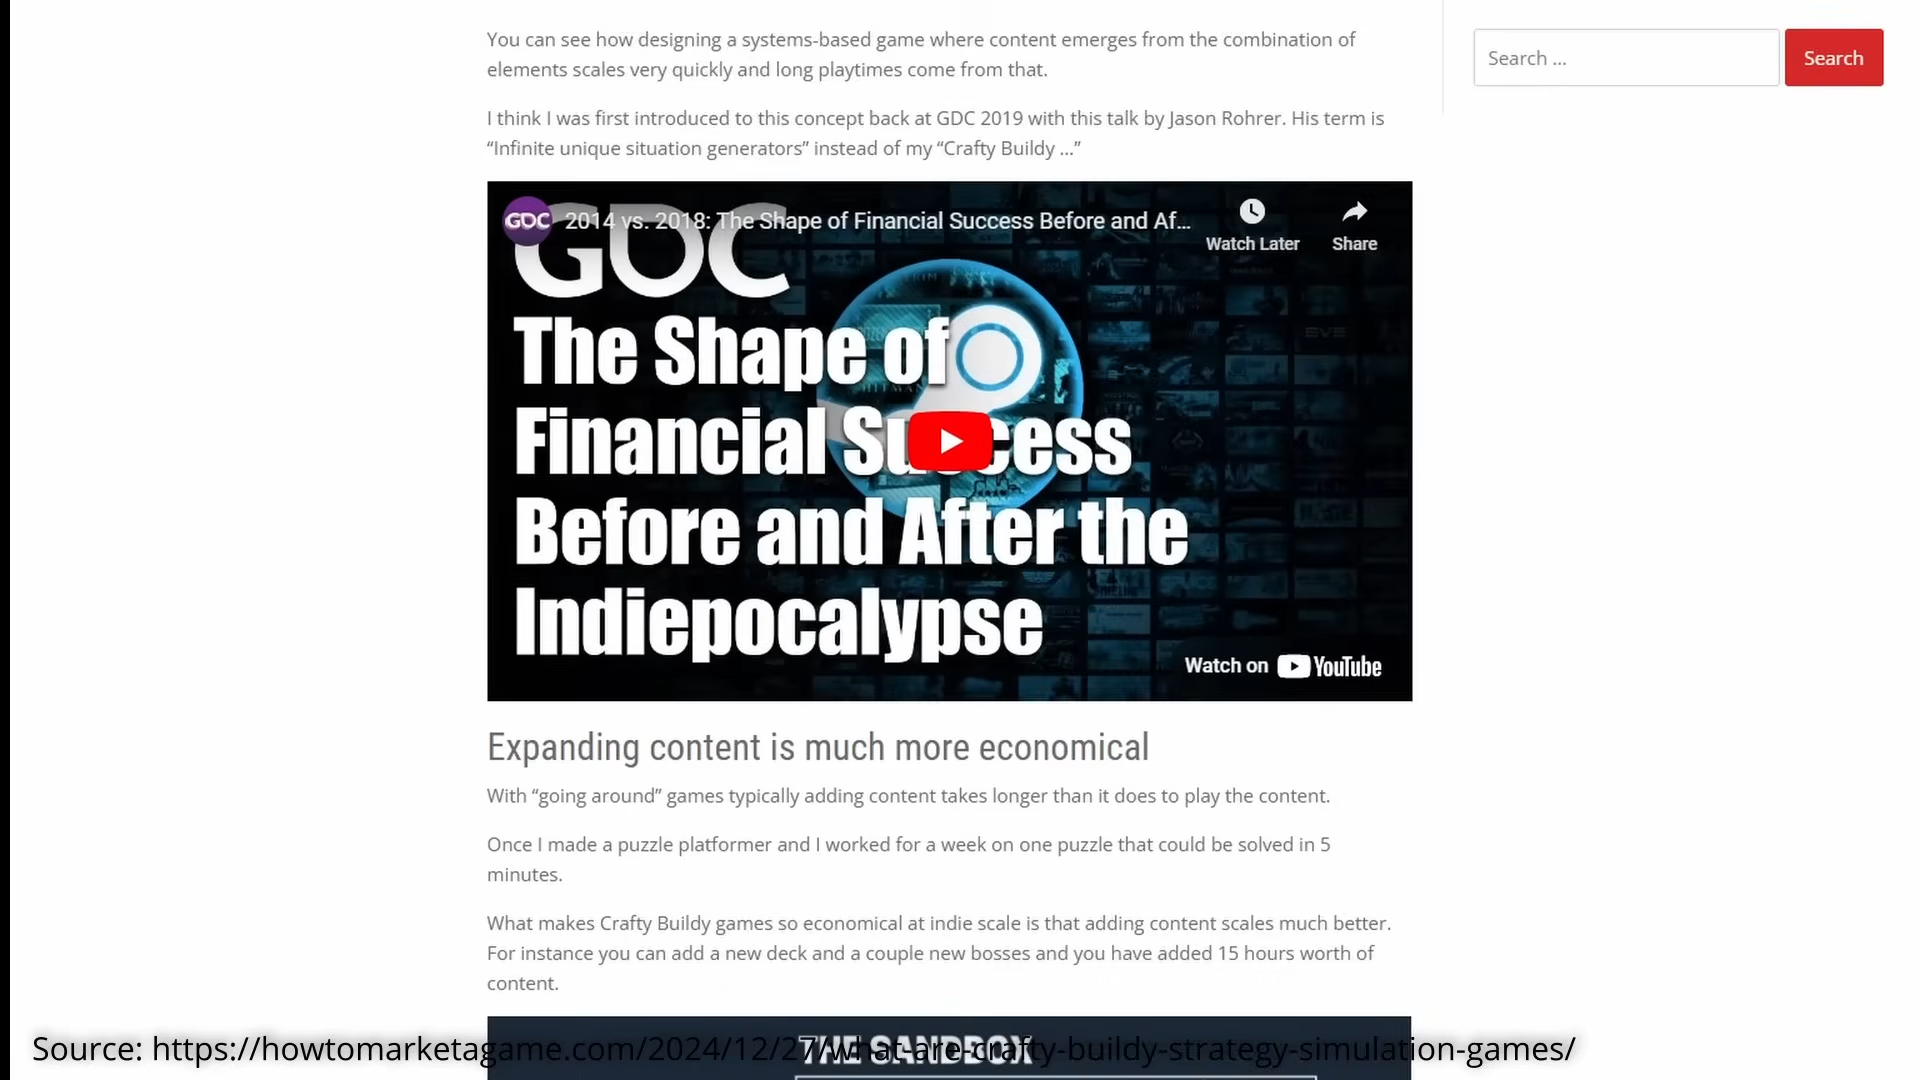 You can see how designing a systems-based game where content emerges from the combination of
elements scales very quickly and long playtimes come from that.
Search ...
Search
I think I was first introduced to this concept back at GDC 2019 with this talk by Jason Rohrer. His term is
“Infinite unique situation generators” instead of my “Crafty Buildy ...”
GDC
2014 vs. 2018: The Shape of Financial Success Before and Af...
Watch Later
Share
GDC
The Shape of
Financial Success
Before and After the
Indiepocalypse
Watch on YouTube
Expanding content is much more economical
With “going around” games typically adding content takes longer than it does to play the content.
Once I made a puzzle platformer and I worked for a week on one puzzle that could be solved in 5
minutes.
What makes Crafty Buildy games so economical at indie scale is that adding content scales much better.
For instance you can add a new deck and a couple new bosses and you have added 15 hours worth of
content.
THE SANDBOX
Source: https://howtomarketagame.com/2024/12/27/what-are-crafty-buildy-strategy-simulation-games/